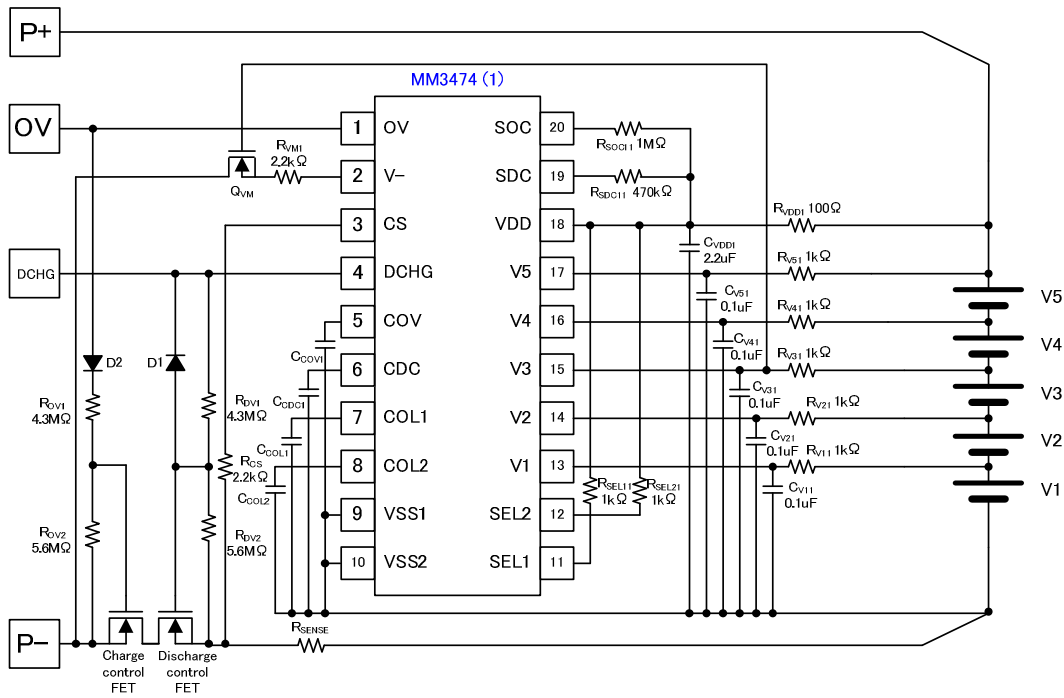 P+
MM3474 (1)
OV
1 OV
SOC 20
R_SOC11 1MΩ
R_VM1
2.2kΩ
Q_VM
2 V-
SDC 19
R_SDC11 470kΩ
3 CS
VDD 18
R_VDD1 100Ω
C_VDD1
2.2uF
DCHG
4 DCHG
V5 17
R_V51 1kΩ
C_V51
0.1uF
V5
5 COV
V4 16
R_V41 1kΩ
C_V41
0.1uF
V4
C_COV1
D2
D1
6 CDC
V3 15
R_V31 1kΩ
C_V31
0.1uF
V3
C_CDC1
R_OV1
4.3MΩ
R_DV1
4.3MΩ
7 COL1
V2 14
R_V21 1kΩ
C_V21
0.1uF
V2
C_COL1
R_CS
2.2kΩ
8 COL2
V1 13
R_V11 1kΩ
C_V11
0.1uF
V1
C_COL2
R_SEL11
1kΩ
R_SEL21
1kΩ
R_OV2
5.6MΩ
R_DV2
5.6MΩ
9 VSS1
SEL2 12
10 VSS2
SEL1 11
P-
R_SENSE
Charge
control
FET
Discharge
control
FET